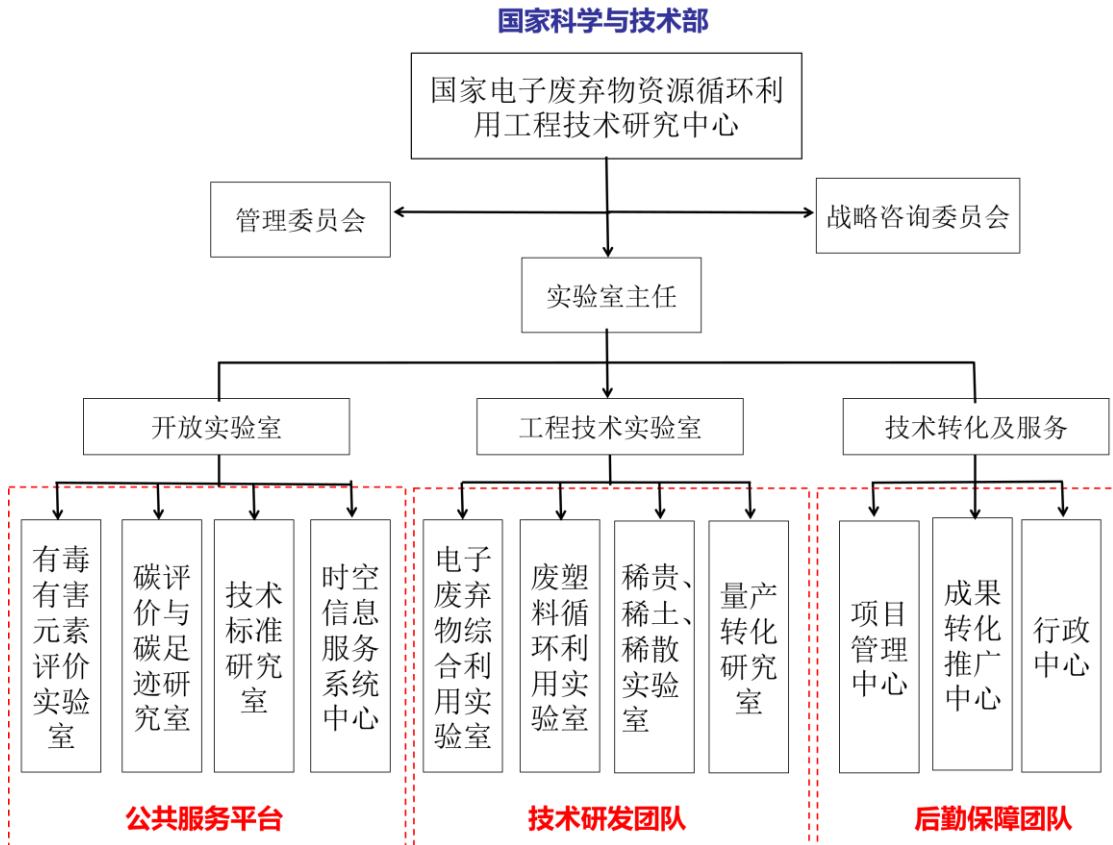 国家科学与技术部
国家电子废弃物资源循环利
用工程技术研究中心
管理委员会
战略咨询委员会
实验室主任
开放实验室
工程技术实验室
技术转化及服务
有毒
有害
元素
评价
实验
室
碳评
价与
碳足
迹研
究室
技术
标准
研究
室
时空
信息
服务
系统
中心
电子
废弃
物综
合利
用实
验室
废塑
料循
环利
用实
验室
稀贵、
稀土、
稀散
实验
室
量产
转化
研究
室
项目
管理
中心
成果
转化
推广
中心
行政
中心
公共服务平台
技术研发团队
后勤保障团队